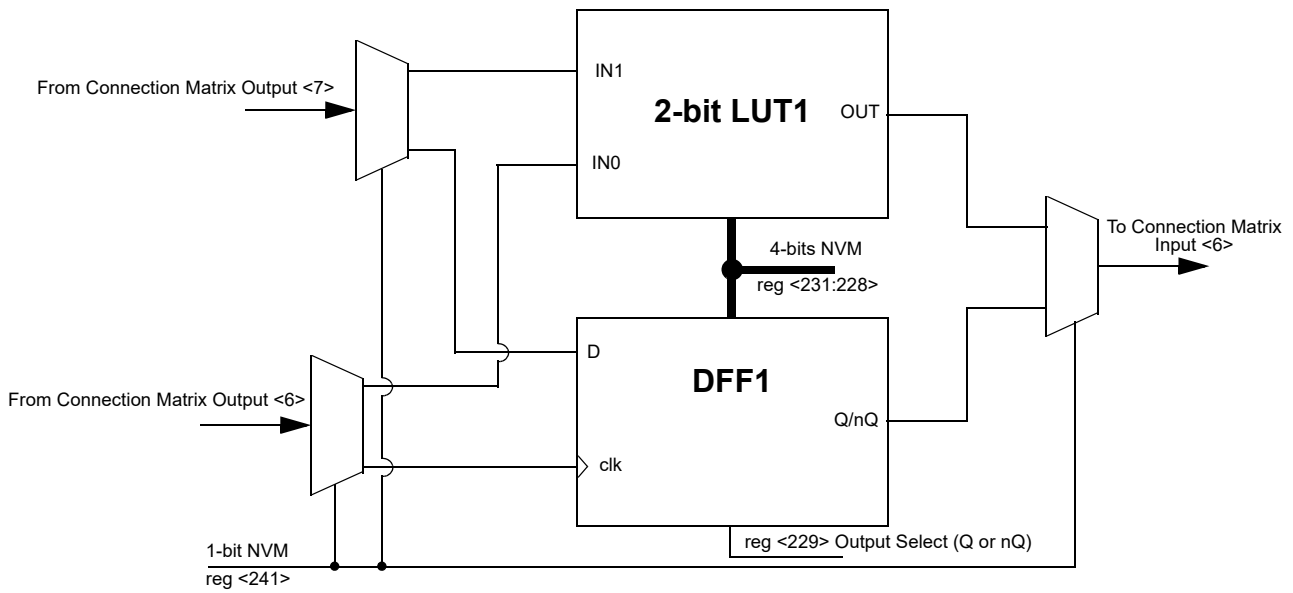 From Connection Matrix Output <7>
IN1
2-bit LUT1
OUT
IN0
To Connection Matrix
Input <6>
4-bits NVM
reg <231:228>
D
DFF1
From Connection Matrix Output <6>
Q/nQ
clk
reg <229> Output Select (Q or nQ)
1-bit NVM
reg <241>